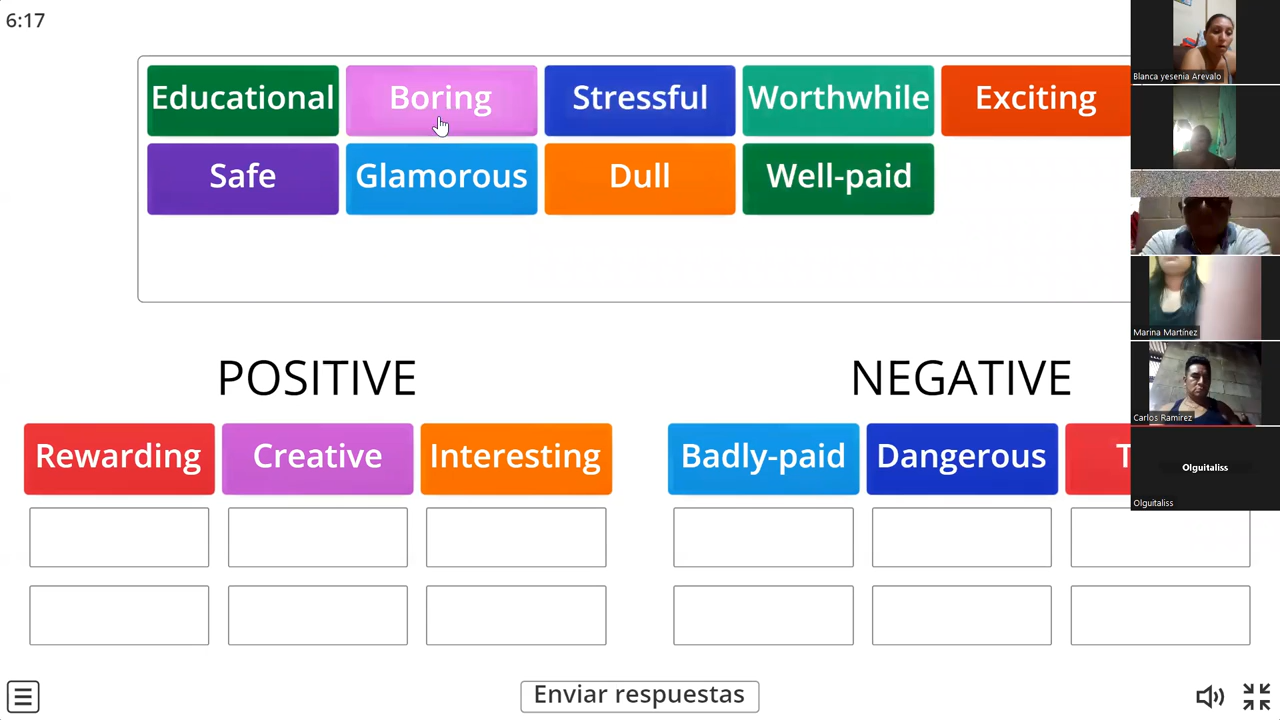 6:17
Educational Boring Stressful Worthwhile Exciting
Safe Glamorous Dull Well-paid
POSITIVE NEGATIVE
Rewarding Creative Interesting Badly-paid Dangerous
Enviar respuestas
Blanca yesenia Arevalo
Marina Martínez
Carlos Ramirez
Olguitaliss
Olguitaliss